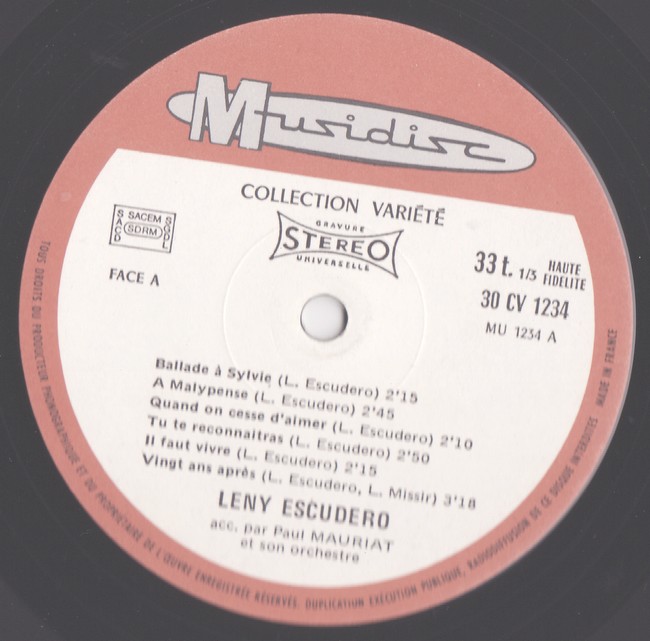 Musidisc
COLLECTION VARIÉTÉ
GRAVURE
STEREO
UNIVERSELLE
SACEM
SACD
SDRM
SGDL
FACE A
33 t. 1/3 HAUTE FIDELITE
30 CV 1234
MU 1234 A
Ballade à Sylvie (L. Escudero) 2'15
A Malypense (L. Escudero) 2'45
Quand on cesse d'aimer (L. Escudero) 2'10
Tu te reconnaitras (L. Escudero) 2'50
Il faut vivre (L. Escudero) 2'15
Vingt ans après (L. Escudero, L. Missir) 3'18
LENY ESCUDERO
acc. par Paul MAURIAT
et son orchestre
TOUS DROITS DU PRODUCTEUR PHONOGRAPHIQUE ET DU PROPRIETAIRE DE L'ŒUVRE ENREGISTRÉE RÉSERVÉS. DUPLICATION EXÉCUTION PUBLIQUE, RADIODIFFUSION DE CE DISQUE INTERDITES MADE IN FRANCE